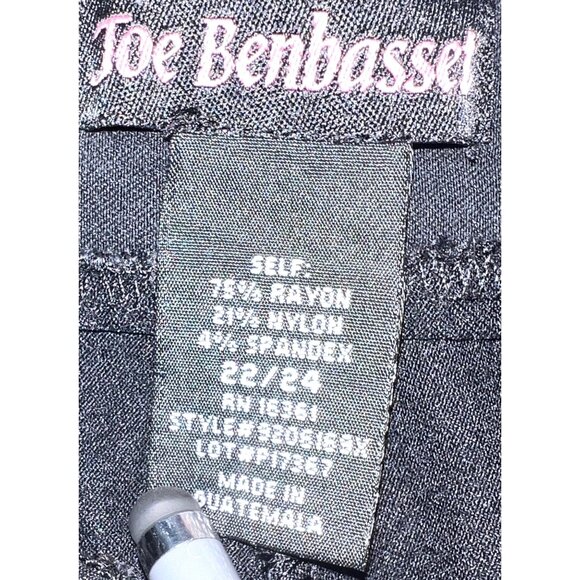 Joe Benbasset
SELF:
75% RAYON
21% NYLON
4% SPANDEX
22/24
RN 16361
STYLE#9206169X
LOT#P17367
MADE IN
GUATEMALA